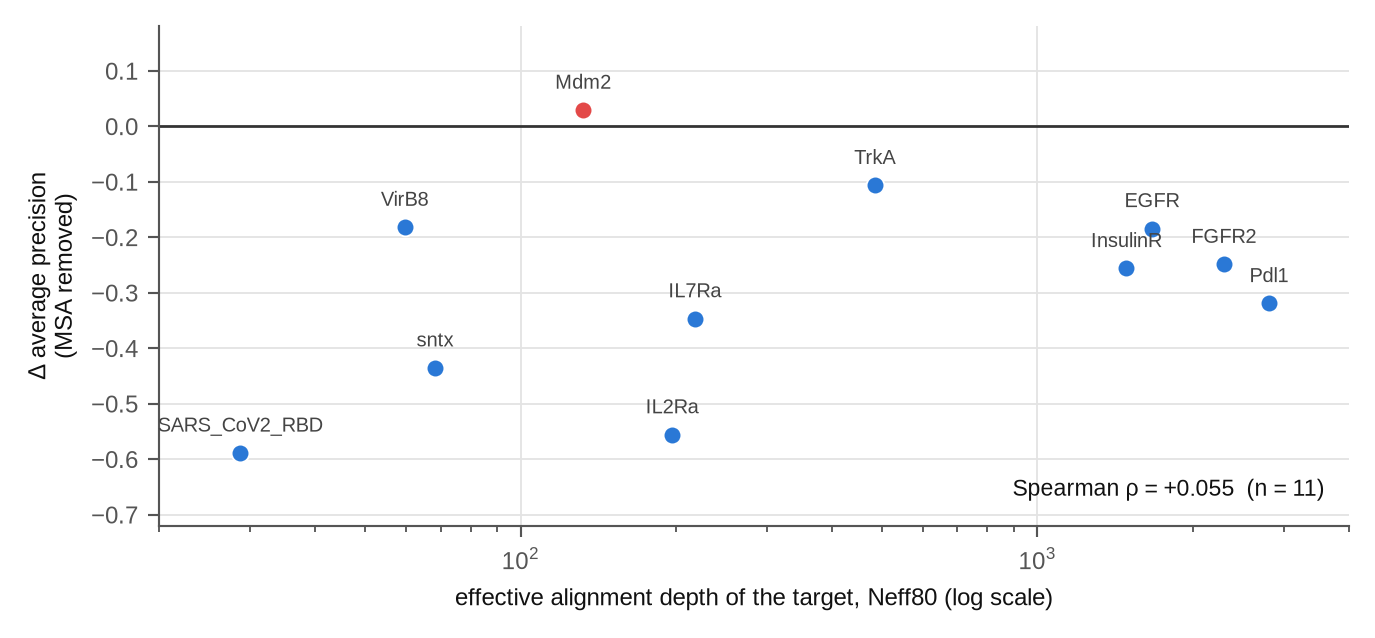 Δ average precision
(MSA removed)
0.1
0.0
−0.1
−0.2
−0.3
−0.4
−0.5
−0.6
−0.7
Mdm2
TrkA
VirB8
EGFR
InsulinR
FGFR2
Pdl1
IL7Ra
sntx
IL2Ra
SARS_CoV2_RBD
Spearman ρ = +0.055 (n = 11)
10²
10³
effective alignment depth of the target, Neff80 (log scale)